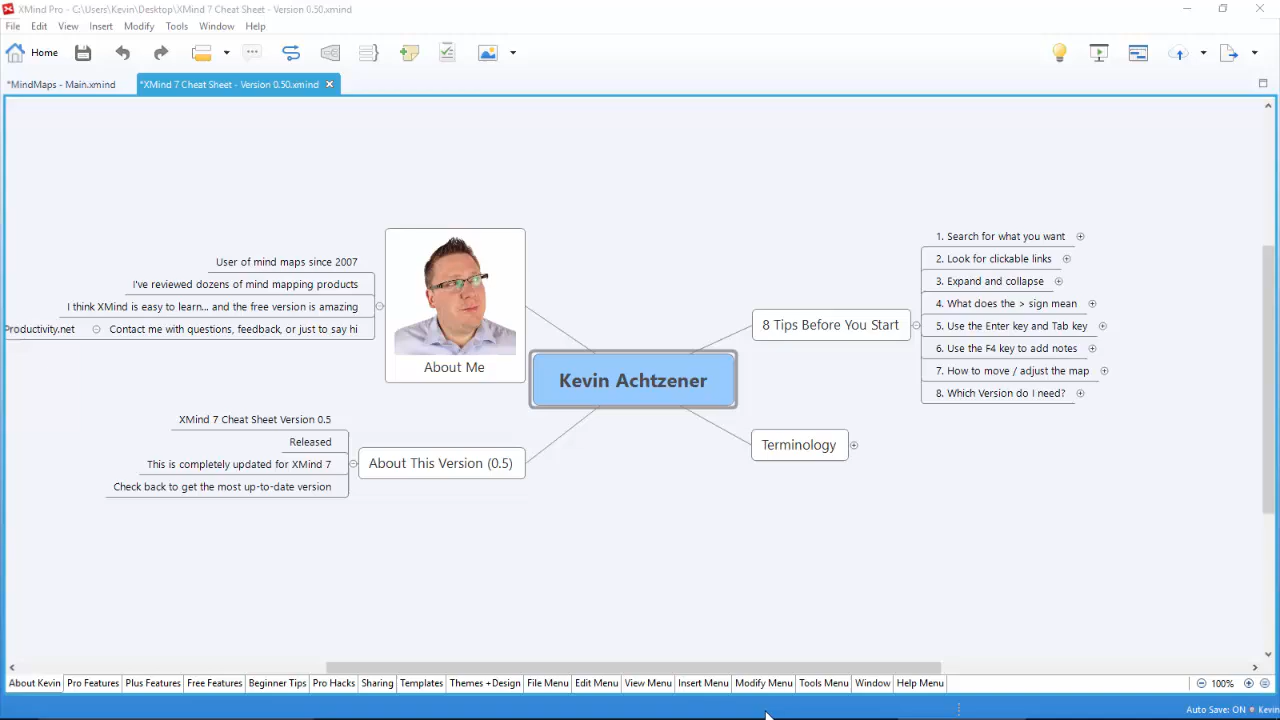 XMind Pro - C:\Users\Kevin\Desktop\XMind 7 Cheat Sheet - Version 0.50.xmind
File Edit View Insert Modify Tools Window Help
Home
*MindMaps - Main.xmind
*XMind 7 Cheat Sheet - Version 0.50.xmind
User of mind maps since 2007
I've reviewed dozens of mind mapping products
I think XMind is easy to learn... and the free version is amazing
Productivity.net
Contact me with questions, feedback, or just to say hi
About Me
XMind 7 Cheat Sheet Version 0.5
Released
This is completely updated for XMind 7
Check back to get the most up-to-date version
About This Version (0.5)
Kevin Achtzener
8 Tips Before You Start
1. Search for what you want
2. Look for clickable links
3. Expand and collapse
4. What does the > sign mean
5. Use the Enter key and Tab key
6. Use the F4 key to add notes
7. How to move / adjust the map
8. Which Version do I need?
Terminology
About Kevin Pro Features Plus Features Free Features Beginner Tips Pro Hacks Sharing Templates Themes +Design File Menu Edit Menu View Menu Insert Menu Modify Menu Tools Menu Window Help Menu
100%
Auto Save: ON Kevin